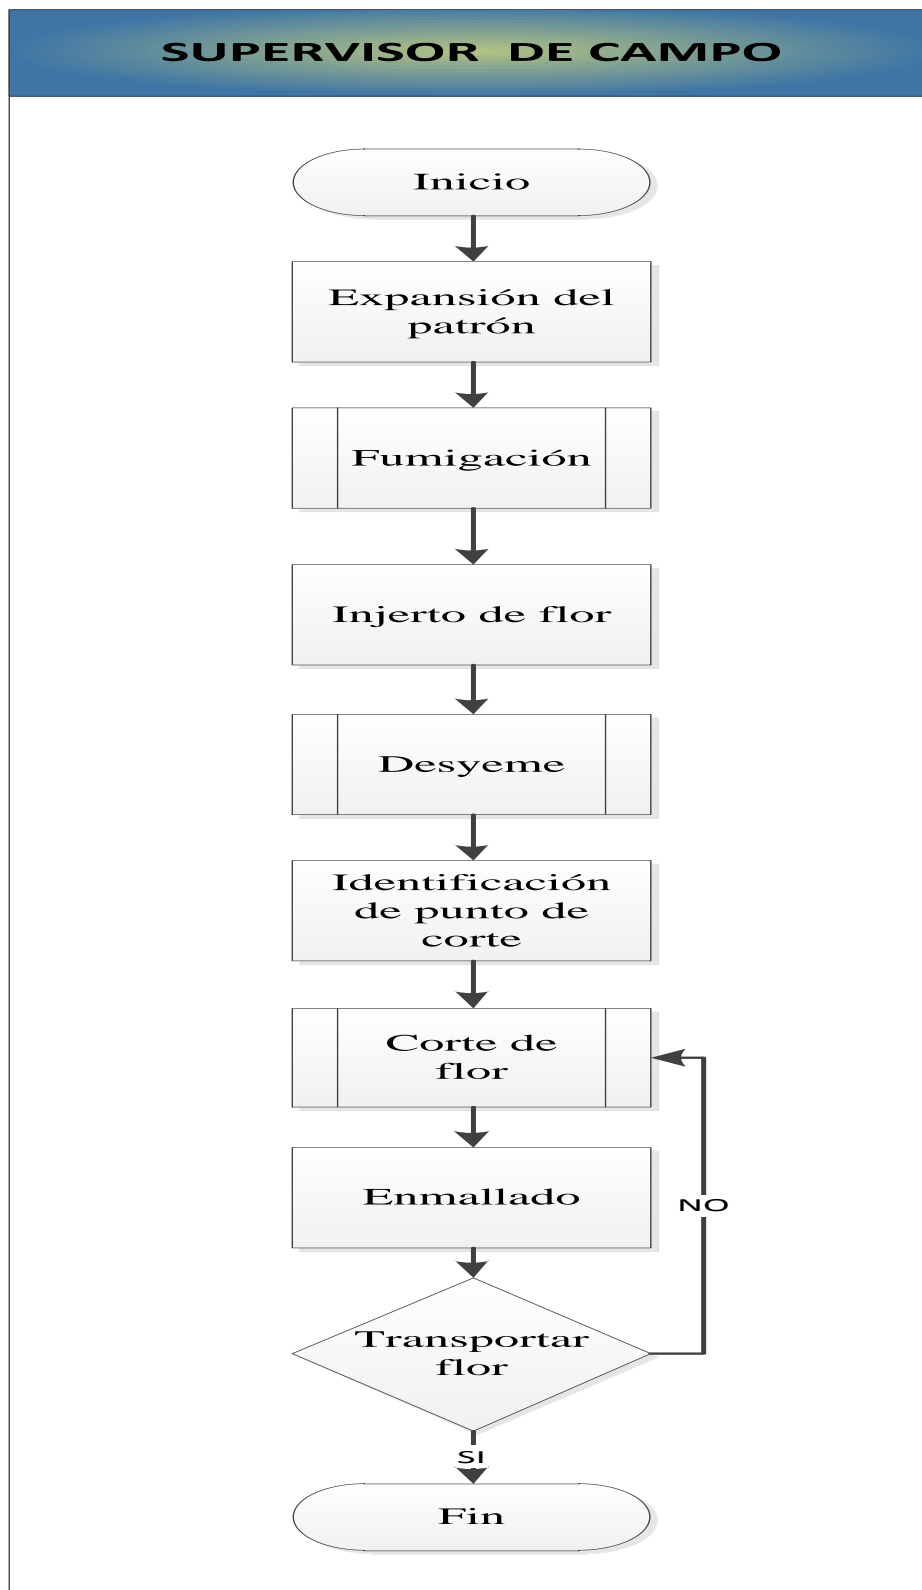 SUPERVISOR DE CAMPO
Inicio
Expansión del
patrón
Fumigación
Injerto de flor
Desyeme
Identificación
de punto de
corte
Corte de
flor
Enmallado
NO
Transportar
flor
SI
Fin